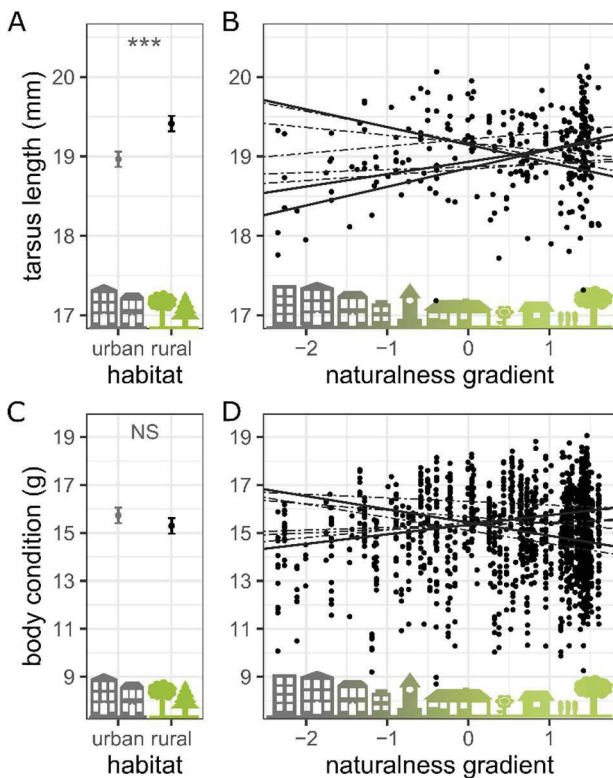 A
B
***
tarsus length (mm)
20
19
18
17
20
19
18
17
urban rural
habitat
−2 −1 0 1
naturalness gradient
C
D
NS
body condition (g)
19
17
15
13
11
9
19
17
15
13
11
9
urban rural
habitat
−2 −1 0 1
naturalness gradient